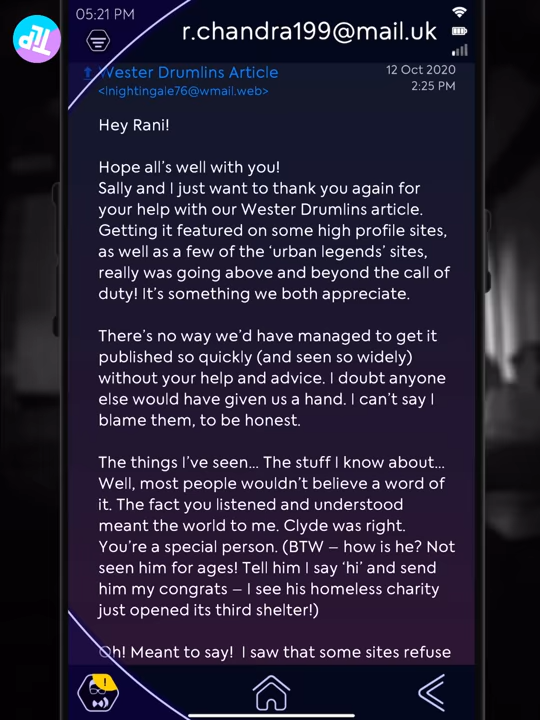 05:21 PM
r.chandra199@mail.uk
Wester Drumlins Article
12 Oct 2020
<lnightingale76@wmail.web>
2:25 PM
Hey Rani!
Hope all's well with you!
Sally and I just want to thank you again for
your help with our Wester Drumlins article.
Getting it featured on some high profile sites,
as well as a few of the 'urban legends' sites,
really was going above and beyond the call of
duty! It's something we both appreciate.
There's no way we'd have managed to get it
published so quickly (and seen so widely)
without your help and advice. I doubt anyone
else would have given us a hand. I can't say I
blame them, to be honest.
The things I've seen... The stuff I know about...
Well, most people wouldn't believe a word of
it. The fact you listened and understood
meant the world to me. Clyde was right.
You're a special person. (BTW – how is he? Not
seen him for ages! Tell him I say 'hi' and send
him my congrats – I see his homeless charity
just opened its third shelter!)
Oh! Meant to say! I saw that some sites refuse